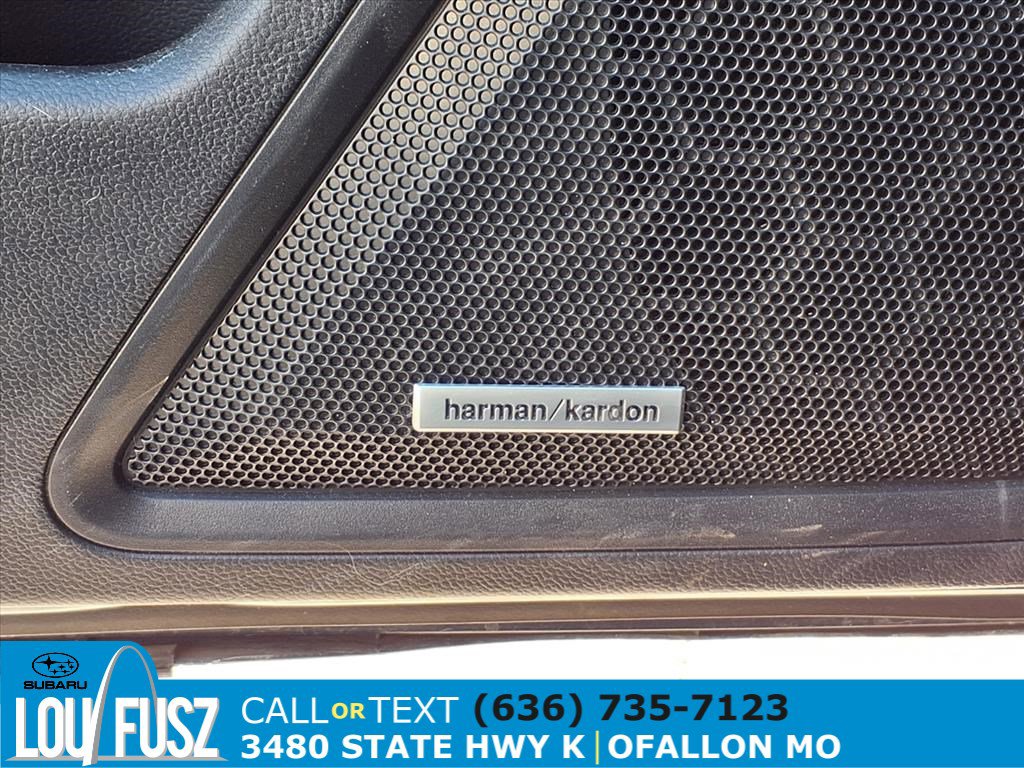 harman/kardon
SUBARU
LOU FUSZ
CALL OR TEXT (636) 735-7123
3480 STATE HWY K | OFALLON MO